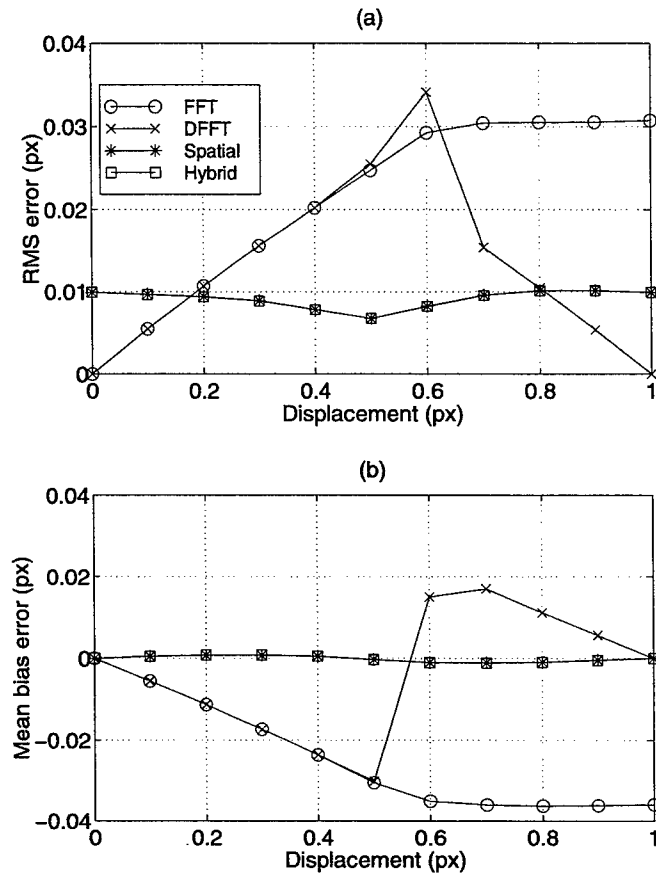 (a)
0.04
0.03
0.02
0.01
0
RMS error (px)
FFT
DFFT
Spatial
Hybrid
0 0.2 0.4 0.6 0.8 1
Displacement (px)
(b)
0.04
0.02
0
−0.02
−0.04
Mean bias error (px)
0 0.2 0.4 0.6 0.8 1
Displacement (px)